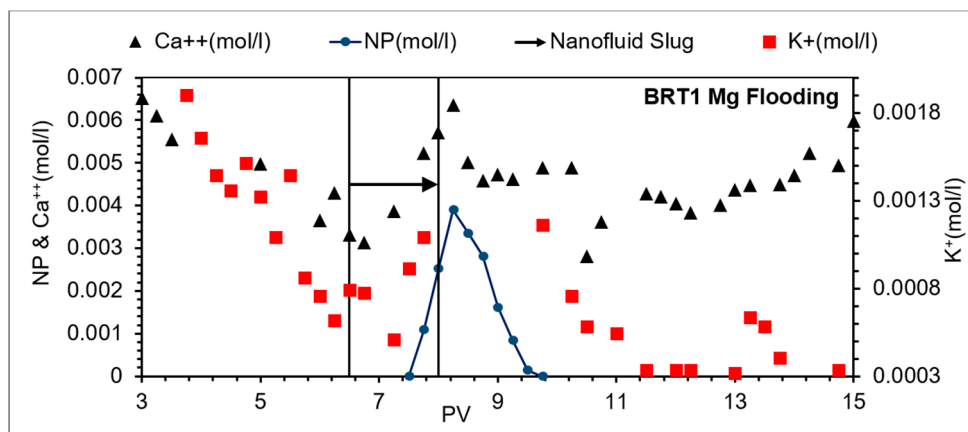 Ca++(mol/l) NP(mol/l) Nanofluid Slug K+(mol/l)
BRT1 Mg Flooding
NP & Ca⁺⁺(mol/l)
0.007
0.006
0.005
0.004
0.003
0.002
0.001
0
K⁺(mol/l)
0.0018
0.0013
0.0008
0.0003
3 5 7 9 11 13 15
PV